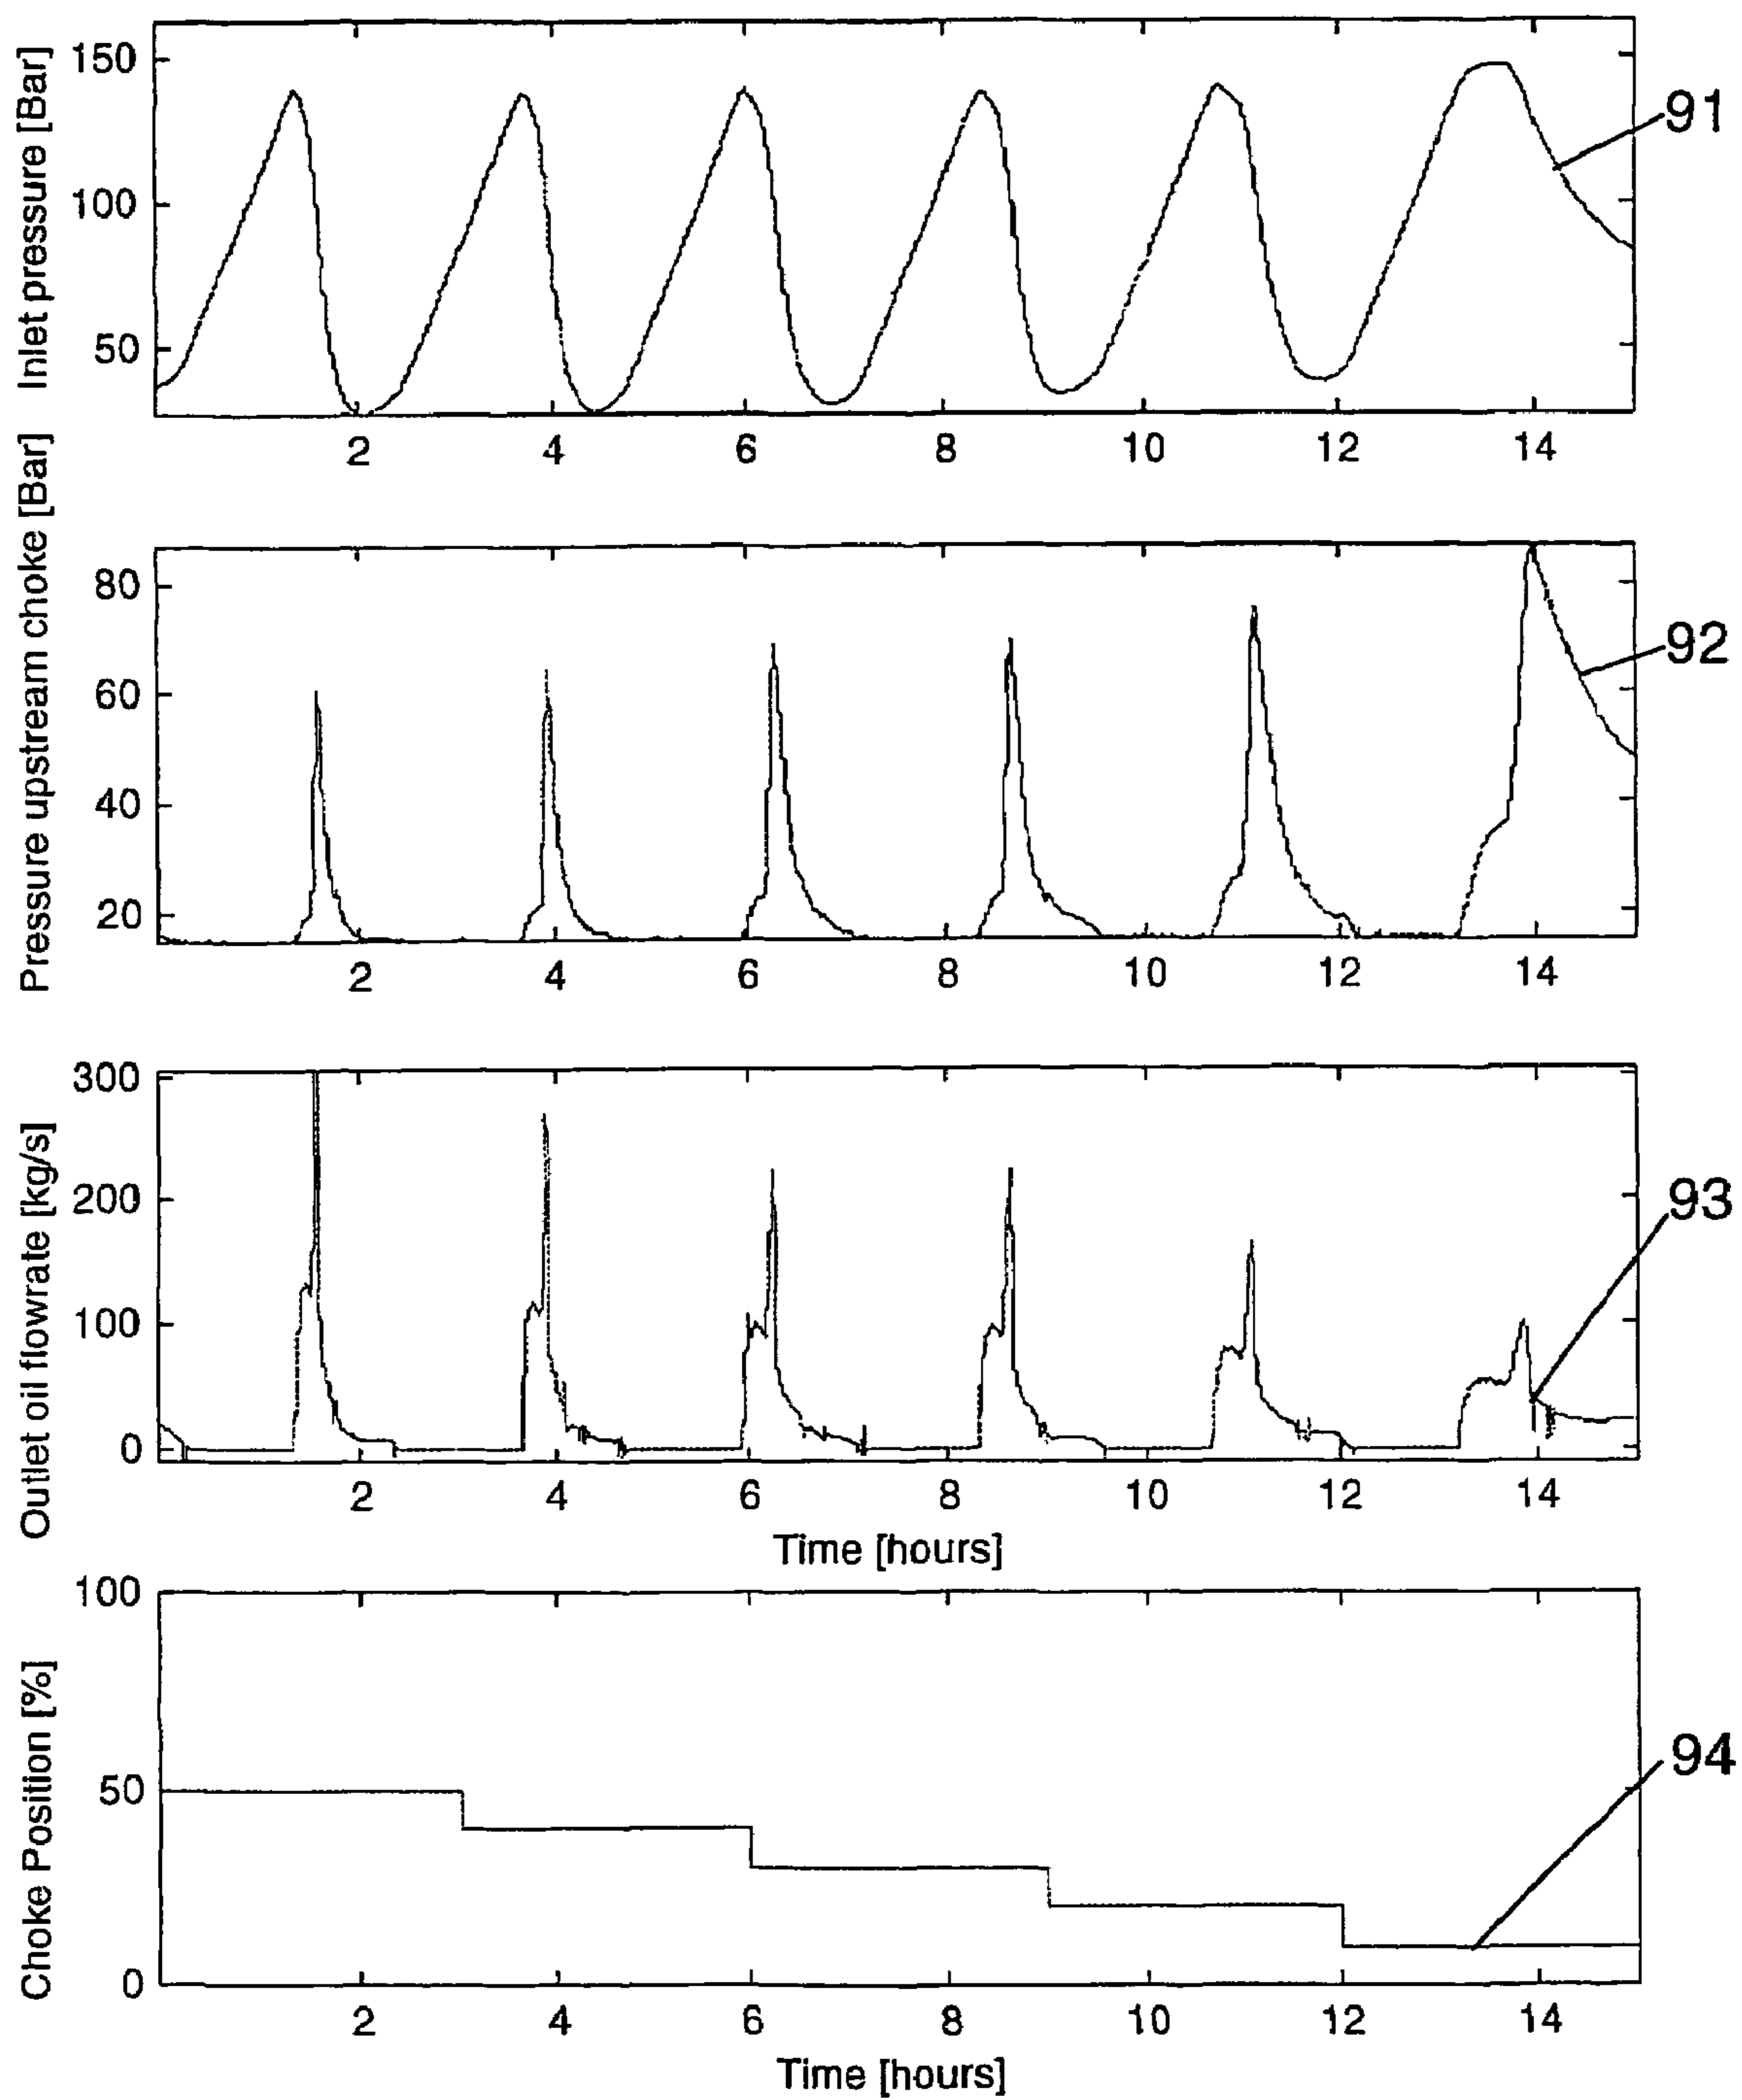 Inlet pressure [Bar]
150
100
50
91
2 4 6 8 10 12 14
Pressure upstream choke [Bar]
80
60
40
20
92
2 4 6 8 10 12 14
Outlet oil flowrate [kg/s]
300
200
100
0
93
2 4 6 8 10 12 14
Time [hours]
Choke Position [%]
100
50
0
94
2 4 6 8 10 12 14
Time [hours]